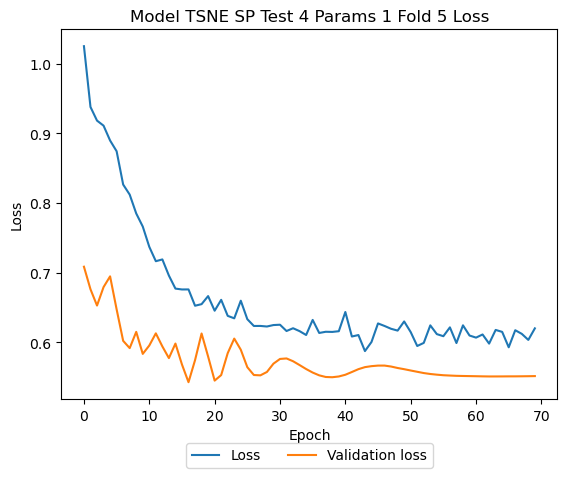 Model TSNE SP Test 4 Params 1 Fold 5 Loss
1.0
0.9
0.8
0.7
0.6
Loss
0 10 20 30 40 50 60 70
Epoch
Loss Validation loss